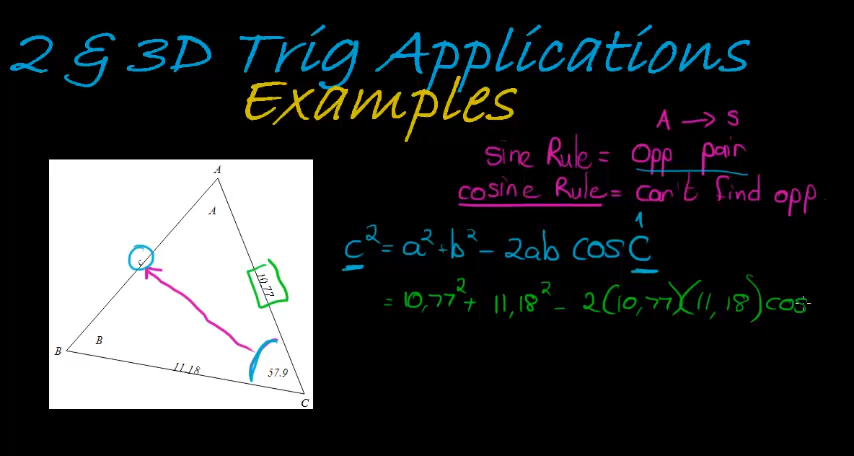 2 & 3D Trig Applications
Examples
A → S
sine Rule = Opp pair
cosine Rule = can't find opp.
c² = a² + b² - 2ab cos C
= 10,77² + 11,18² - 2(10,77)(11,18)cos
A
A
c
10.77
B
B
11.18
57.9
C